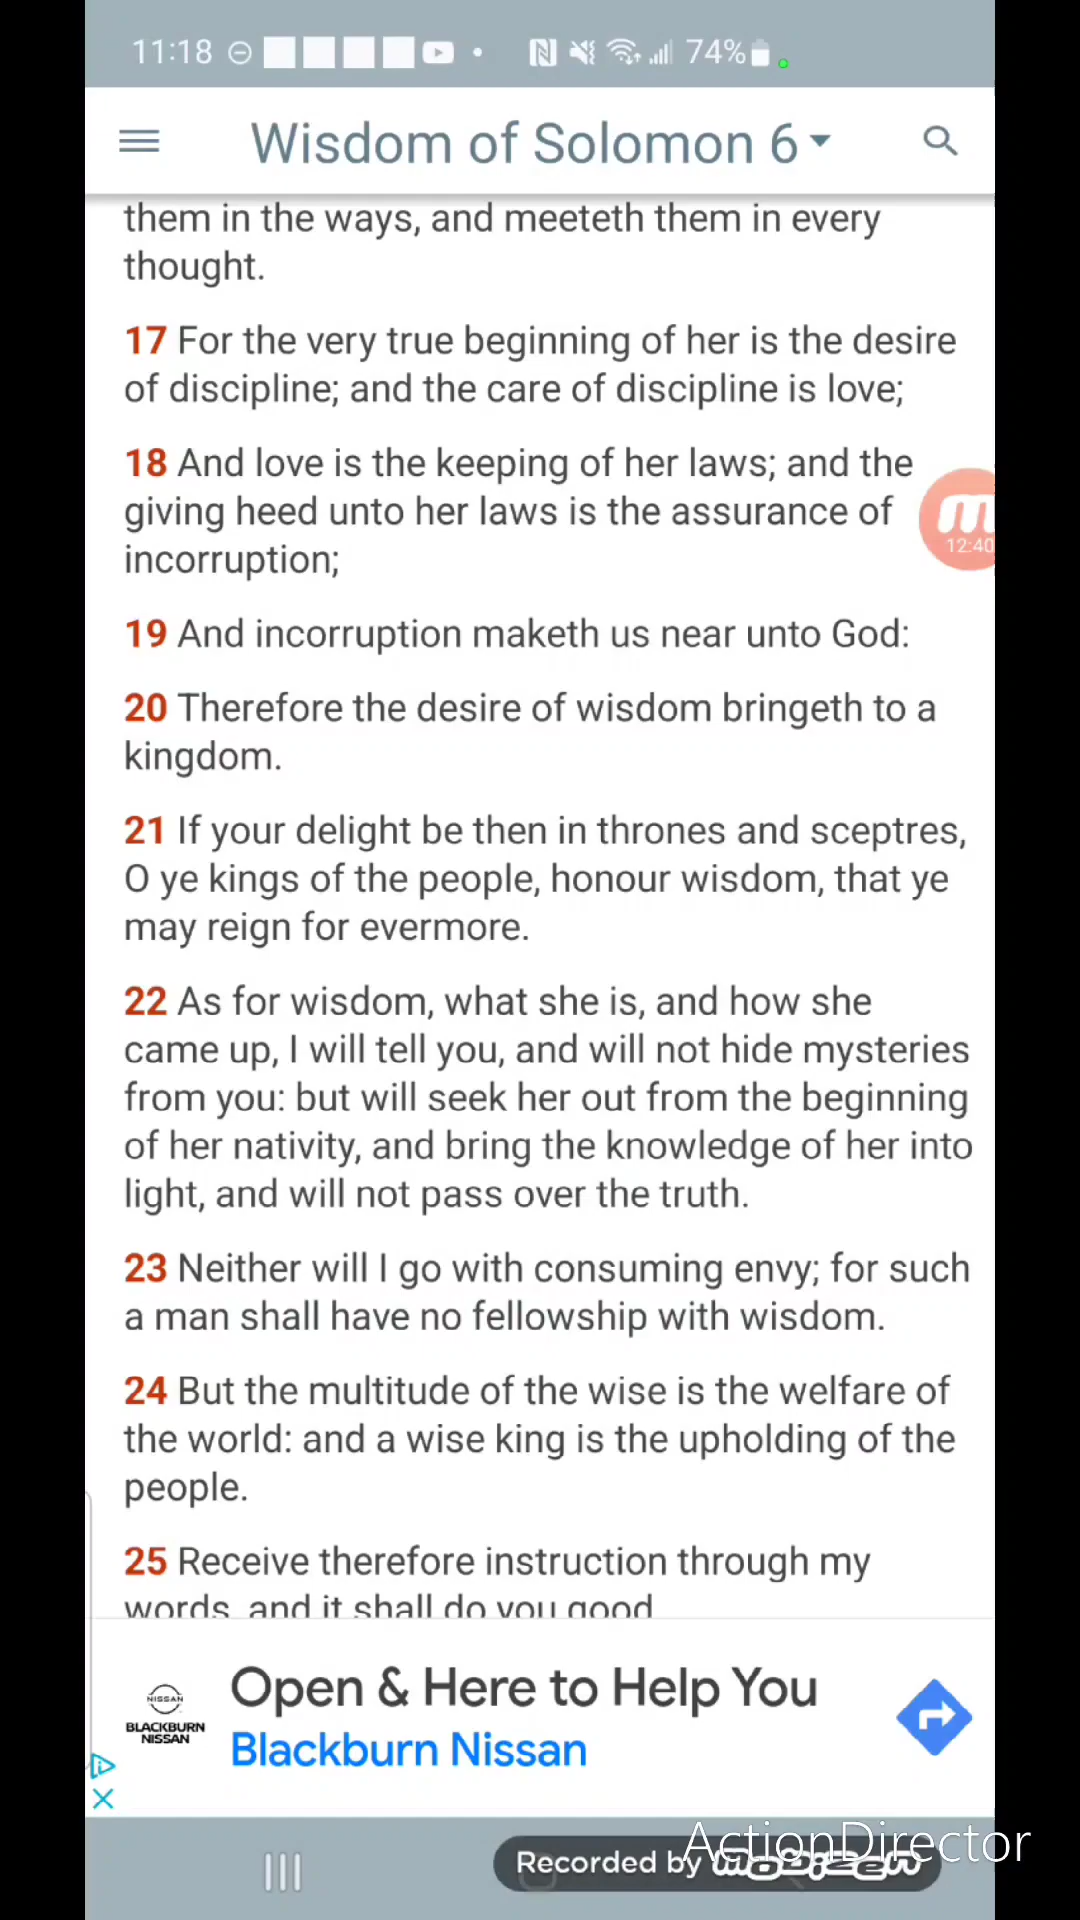 11:18 74%
Wisdom of Solomon 6
them in the ways, and meeteth them in every
thought.
17 For the very true beginning of her is the desire
of discipline; and the care of discipline is love;
18 And love is the keeping of her laws; and the
giving heed unto her laws is the assurance of
incorruption;
m
12:40
19 And incorruption maketh us near unto God:
20 Therefore the desire of wisdom bringeth to a
kingdom.
21 If your delight be then in thrones and sceptres,
O ye kings of the people, honour wisdom, that ye
may reign for evermore.
22 As for wisdom, what she is, and how she
came up, I will tell you, and will not hide mysteries
from you: but will seek her out from the beginning
of her nativity, and bring the knowledge of her into
light, and will not pass over the truth.
23 Neither will I go with consuming envy; for such
a man shall have no fellowship with wisdom.
24 But the multitude of the wise is the welfare of
the world: and a wise king is the upholding of the
people.
25 Receive therefore instruction through my
words, and it shall do you good
NISSAN
BLACKBURN
NISSAN
Open & Here to Help You
Blackburn Nissan
ActionDirector
Recorded by mobizen